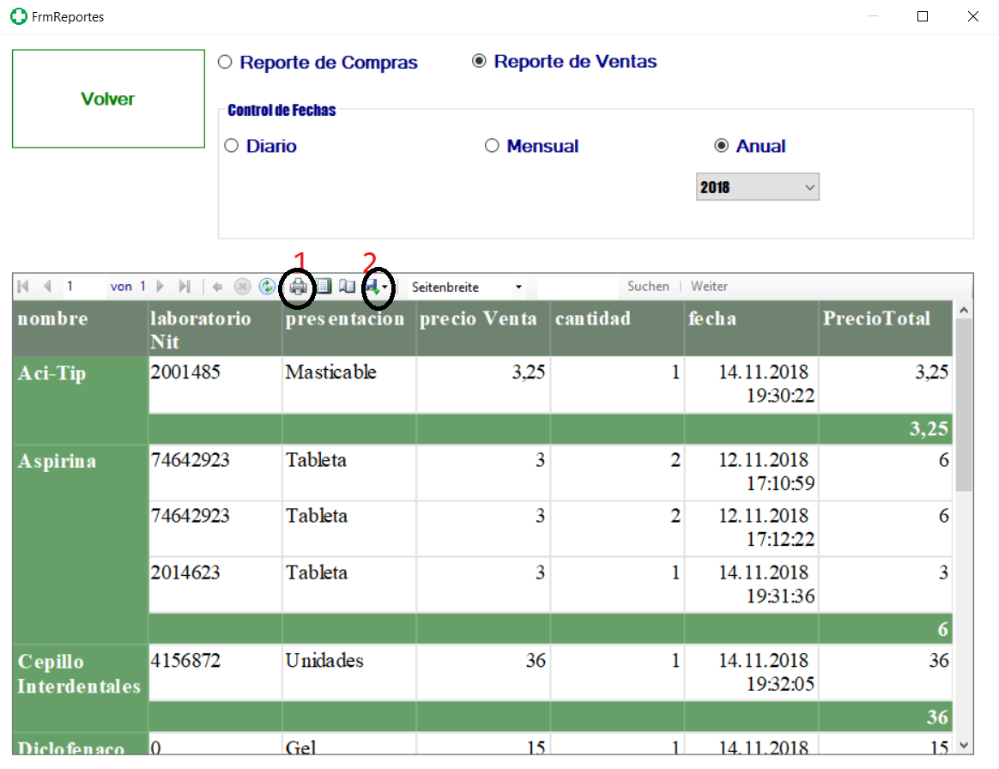 FrmReportes
Volver
Reporte de Compras
Reporte de Ventas
Control de Fechas
Diario
Mensual
Anual
2018
1
2
1 von 1
Seitenbreite
Suchen
Weiter
nombre laboratorio presentacion precio Venta cantidad fecha PrecioTotal
Nit
Aci-Tip 2001485 Masticable 3,25 1 14.11.2018 3,25
19:30:22
3,25
Aspirina 74642923 Tableta 3 2 12.11.2018 6
17:10:59
74642923 Tableta 3 2 12.11.2018 6
17:12:22
2014623 Tableta 3 1 14.11.2018 3
19:31:36
6
Cepillo 4156872 Unidades 36 1 14.11.2018 36
Interdentales 19:32:05
36
Diclofenaco 0 Gel 15 1 14.11.2018 15